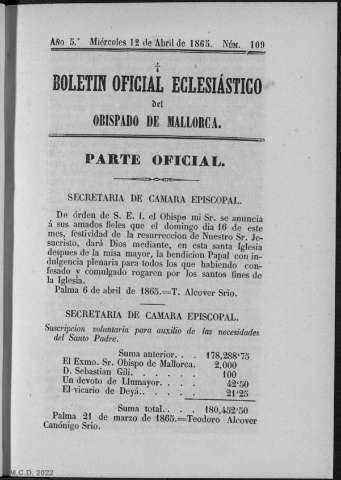 Año 5.º Miércoles 12 de Abril de 1865. Núm. 109
BOLETIN OFICIAL ECLESIÁSTICO
del
OBISPADO DE MALLORCA.
PARTE OFICIAL.
SECRETARIA DE CAMARA EPISCOPAL.
De órden de S. E. I. el Obispo mi Sr. se anuncia
á sus amados fieles que el domingo dia 16 de este
mes, festividad de la resurreccion de Nuestro Sr. Je-
sucristo, dará Dios mediante, en esta santa Iglesia
despues de la misa mayor, la bendicion Papal con in-
dulgencia plenaria para todos los que habiendo con-
fesado y comulgado rogaren por los santos fines de
la Iglesia.
Palma 6 de abril de 1865.=T. Alcover Srio.
SECRETARIA DE CAMARA EPISCOPAL.
Suscripcion voluntaria para auxilio de las necesidades
del Santo Padre.
Suma anterior. . . 178,288'75
El Exmo. Sr. Obispo de Mallorca. 2,000
D. Sebastian Gili. . . . . . . 100
Un devoto de Llumayor. . . . 42'50
El vicario de Deyá. . . . . . 21'25
Suma total. . . . 180,452'50
Palma 21 de marzo de 1865.=Teodoro Alcover
Canónigo Srio.
M.C.D. 2022